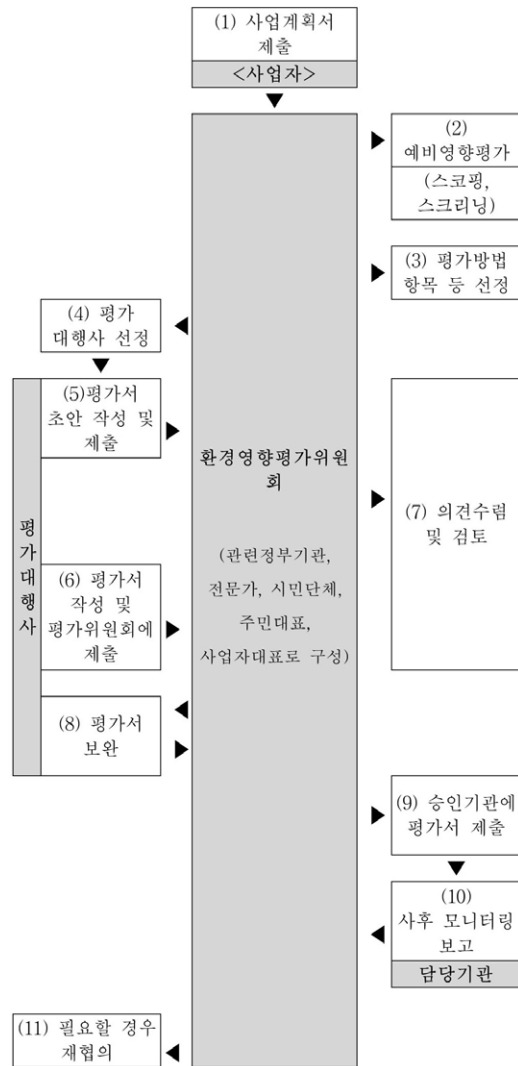 (1) 사업계획서
제출
<사업자>
(2)
예비영향평가
(스코핑,
스크리닝)
(3) 평가방법
항목 등 선정
(4) 평가
대행사 선정
평가대행사
(5)평가서
초안 작성 및
제출
환경영향평가위원
회
(관련정부기관,
전문가, 시민단체,
주민대표,
사업자대표로 구성)
(6) 평가서
작성 및
평가위원회에
제출
(7) 의견수렴
및 검토
(8) 평가서
보완
(9) 승인기관에
평가서 제출
(10)
사후 모니터링
보고
담당기관
(11) 필요할 경우
재협의